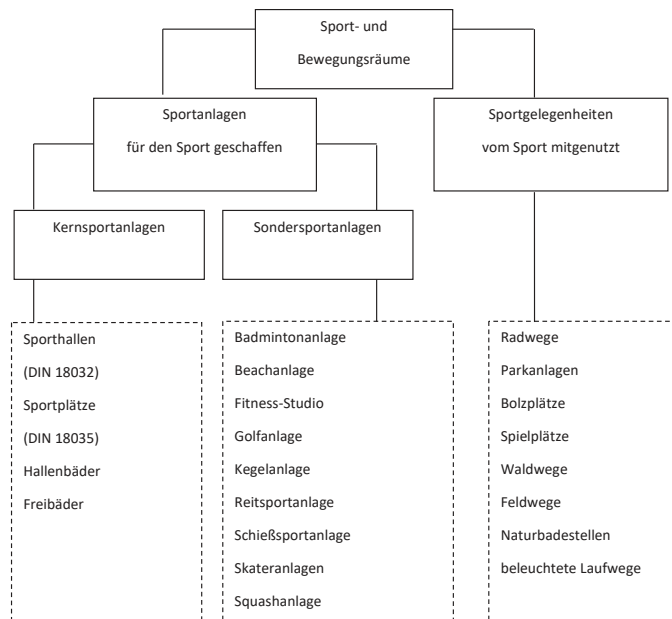 Sport- und
Bewegungsräume
Sportanlagen
für den Sport geschaffen
Sportgelegenheiten
vom Sport mitgenutzt
Kernsportanlagen
Sondersportanlagen
Sporthallen
(DIN 18032)
Sportplätze
(DIN 18035)
Hallenbäder
Freibäder
Badmintonanlage
Beachanlage
Fitness-Studio
Golfanlage
Kegelanlage
Reitsportanlage
Schießsportanlage
Skateranlagen
Squashanlage
Radwege
Parkanlagen
Bolzplätze
Spielplätze
Waldwege
Feldwege
Naturbadestellen
beleuchtete Laufwege